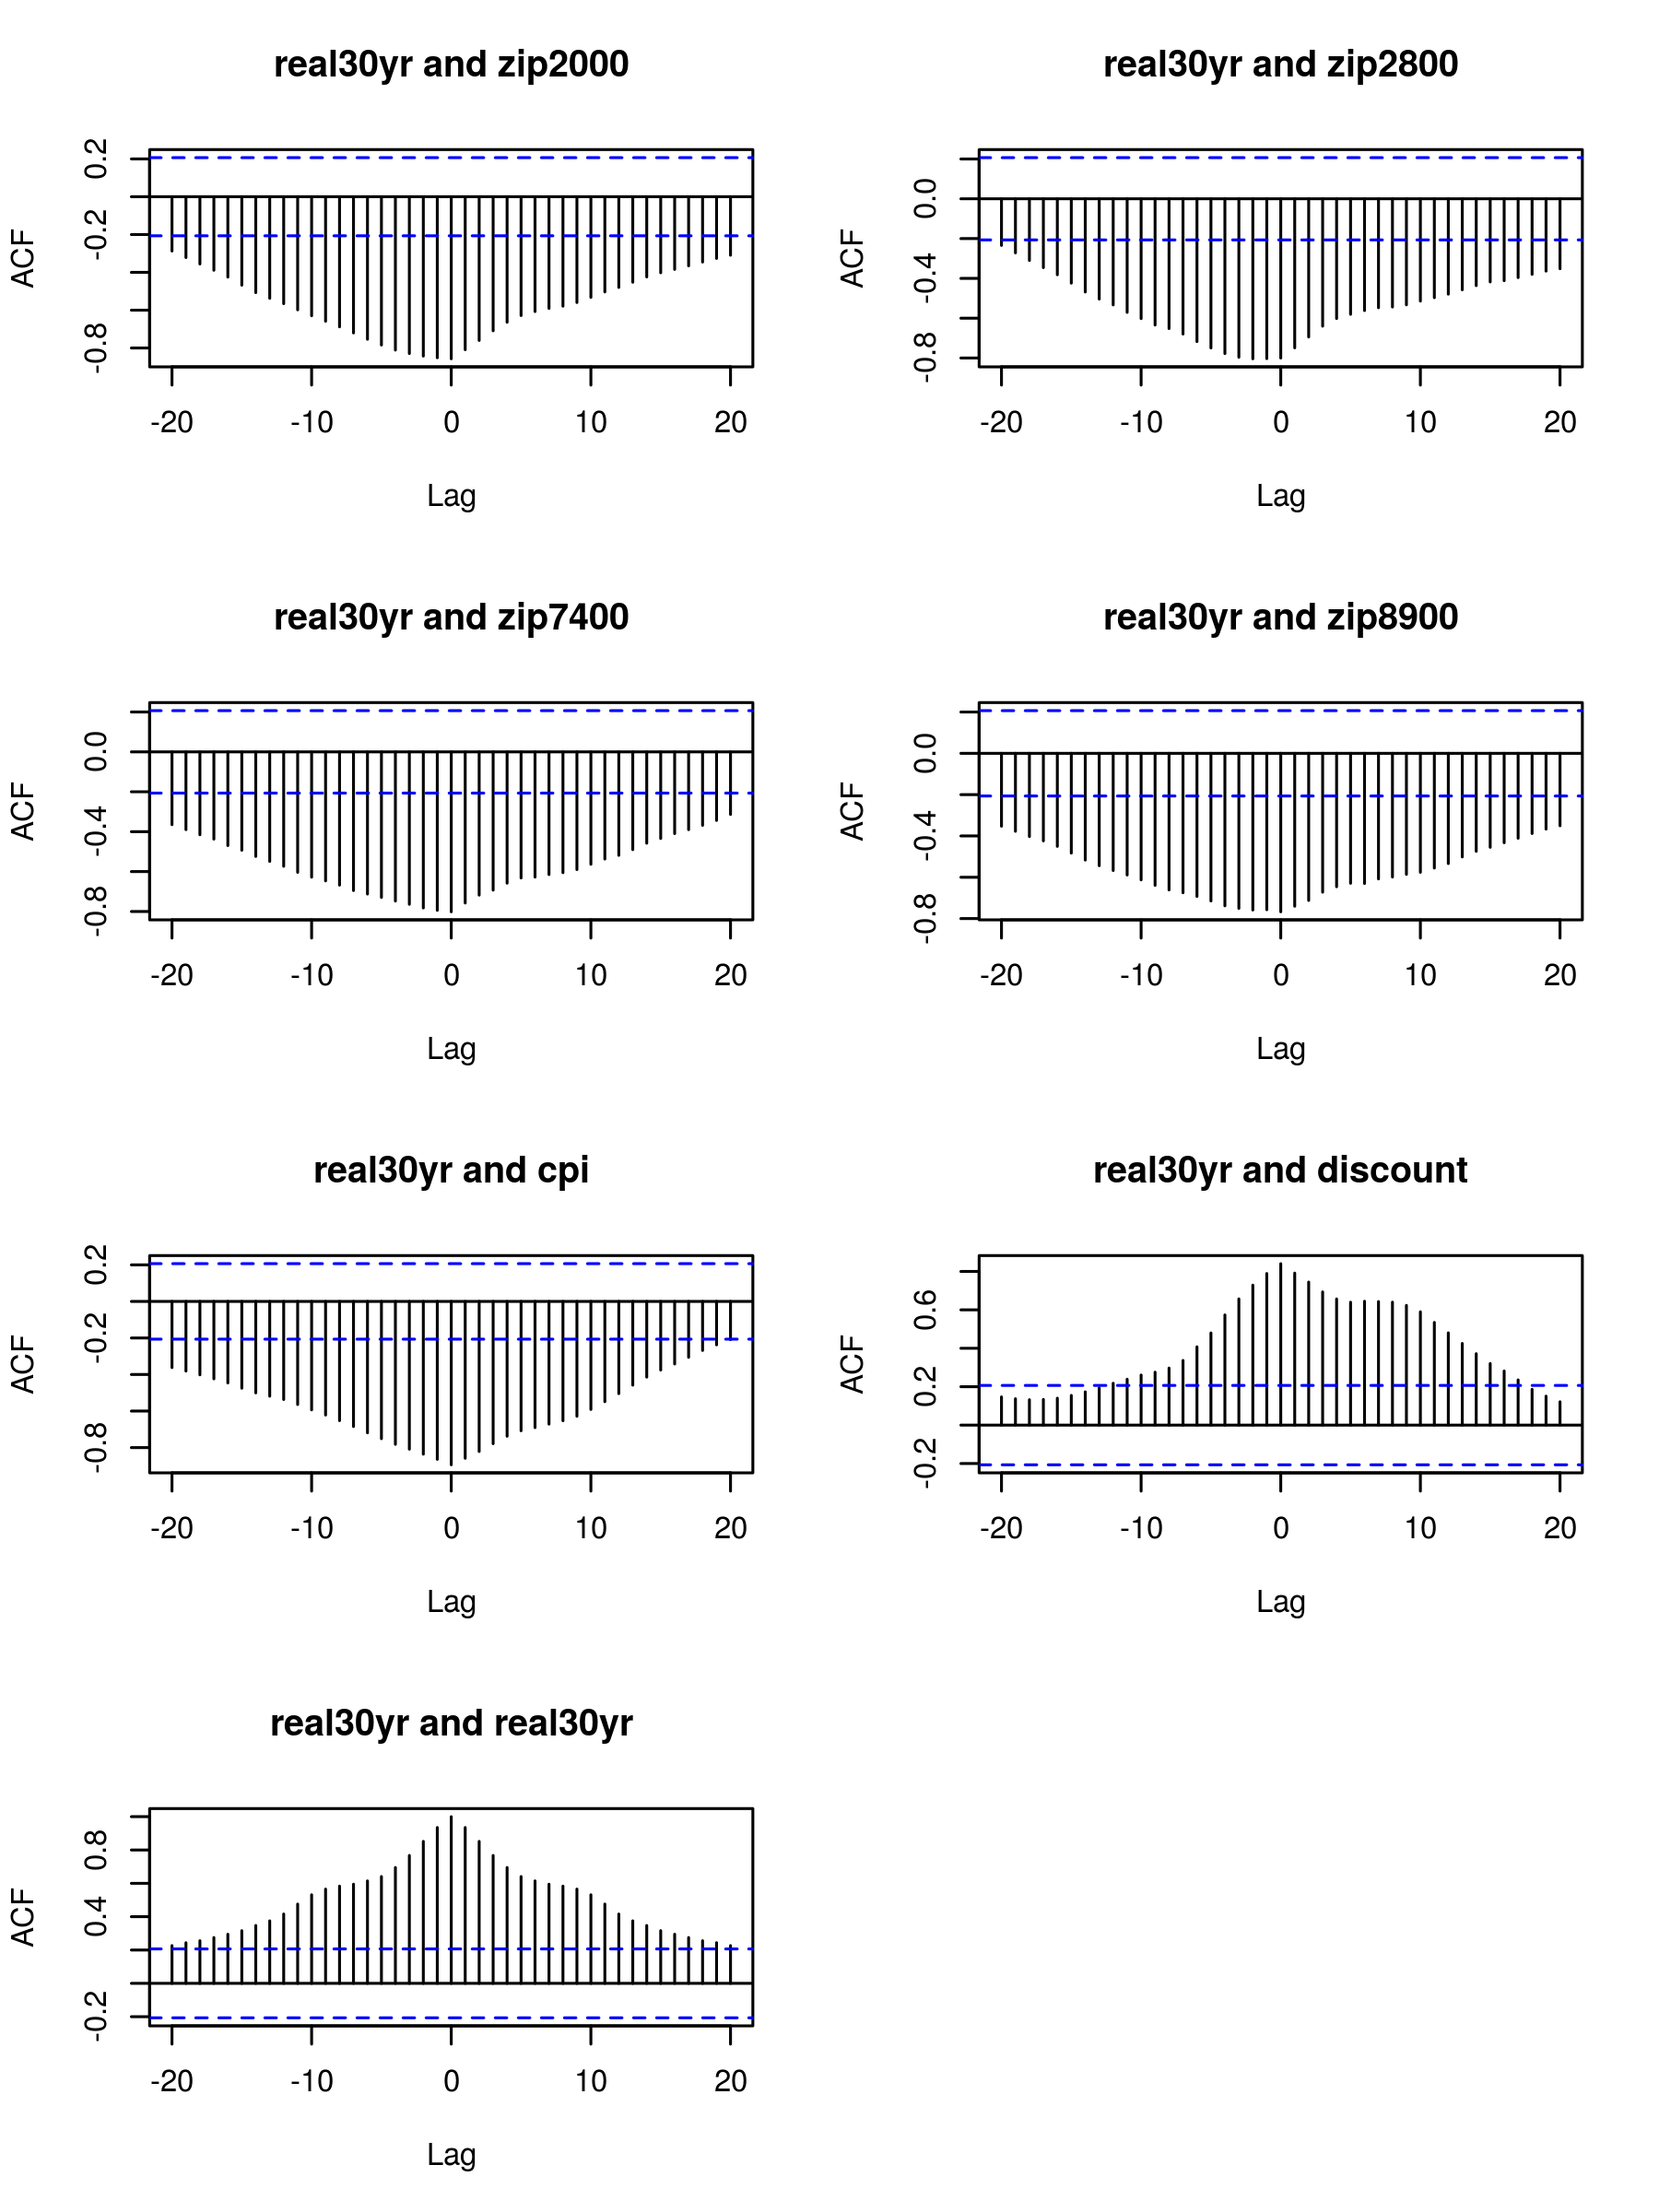 real30yr and zip2000
real30yr and zip2800
ACF
0.2
-0.2
-0.8
-20 -10 0 10 20
Lag
ACF
0.0
-0.4
-0.8
-20 -10 0 10 20
Lag
real30yr and zip7400
real30yr and zip8900
ACF
0.0
-0.4
-0.8
-20 -10 0 10 20
Lag
ACF
0.0
-0.4
-0.8
-20 -10 0 10 20
Lag
real30yr and cpi
real30yr and discount
ACF
0.2
-0.2
-0.8
-20 -10 0 10 20
Lag
ACF
0.6
0.2
-0.2
-20 -10 0 10 20
Lag
real30yr and real30yr
ACF
0.8
0.4
-0.2
-20 -10 0 10 20
Lag